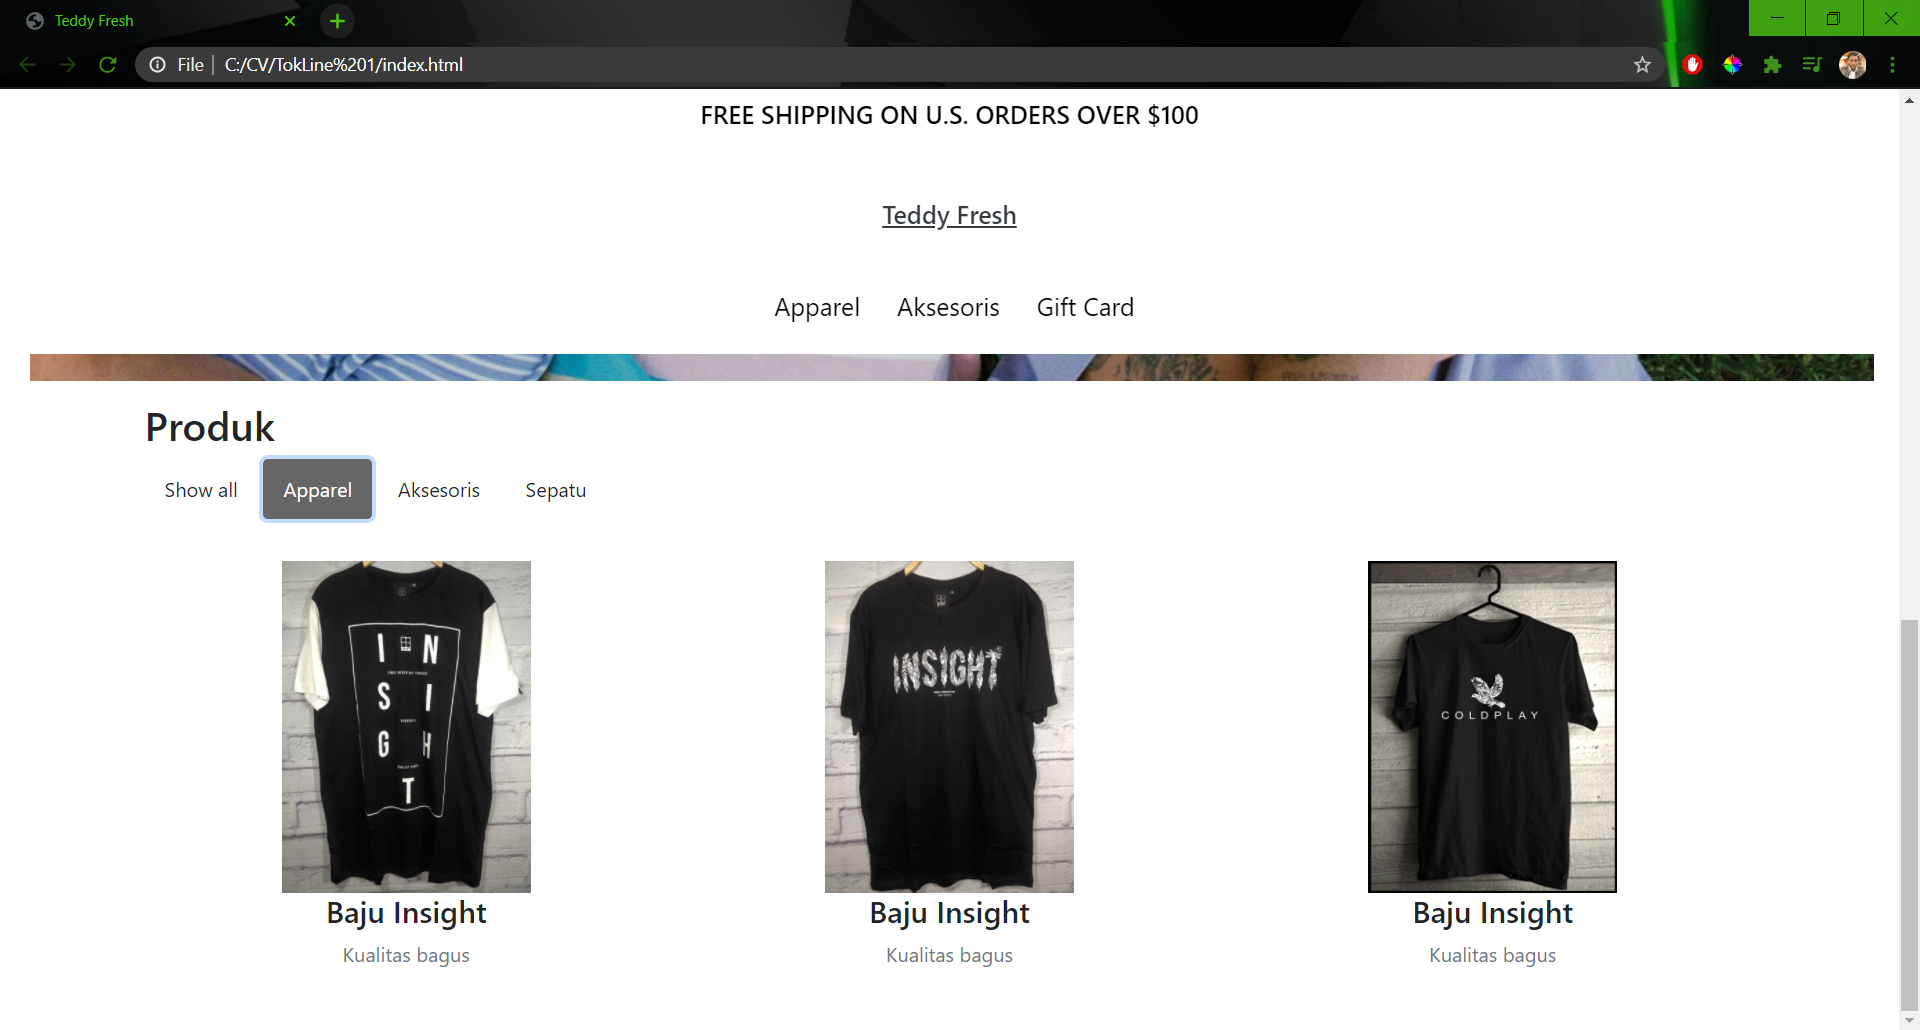 Teddy Fresh
File
C:/CV/TokLine%201/index.html
FREE SHIPPING ON U.S. ORDERS OVER $100
Teddy Fresh
Apparel Aksesoris Gift Card
Produk
Show all Apparel Aksesoris Sepatu
I N
S I
G H
T
INSIGHT
COLDPLAY
Baju Insight
Kualitas bagus
Baju Insight
Kualitas bagus
Baju Insight
Kualitas bagus